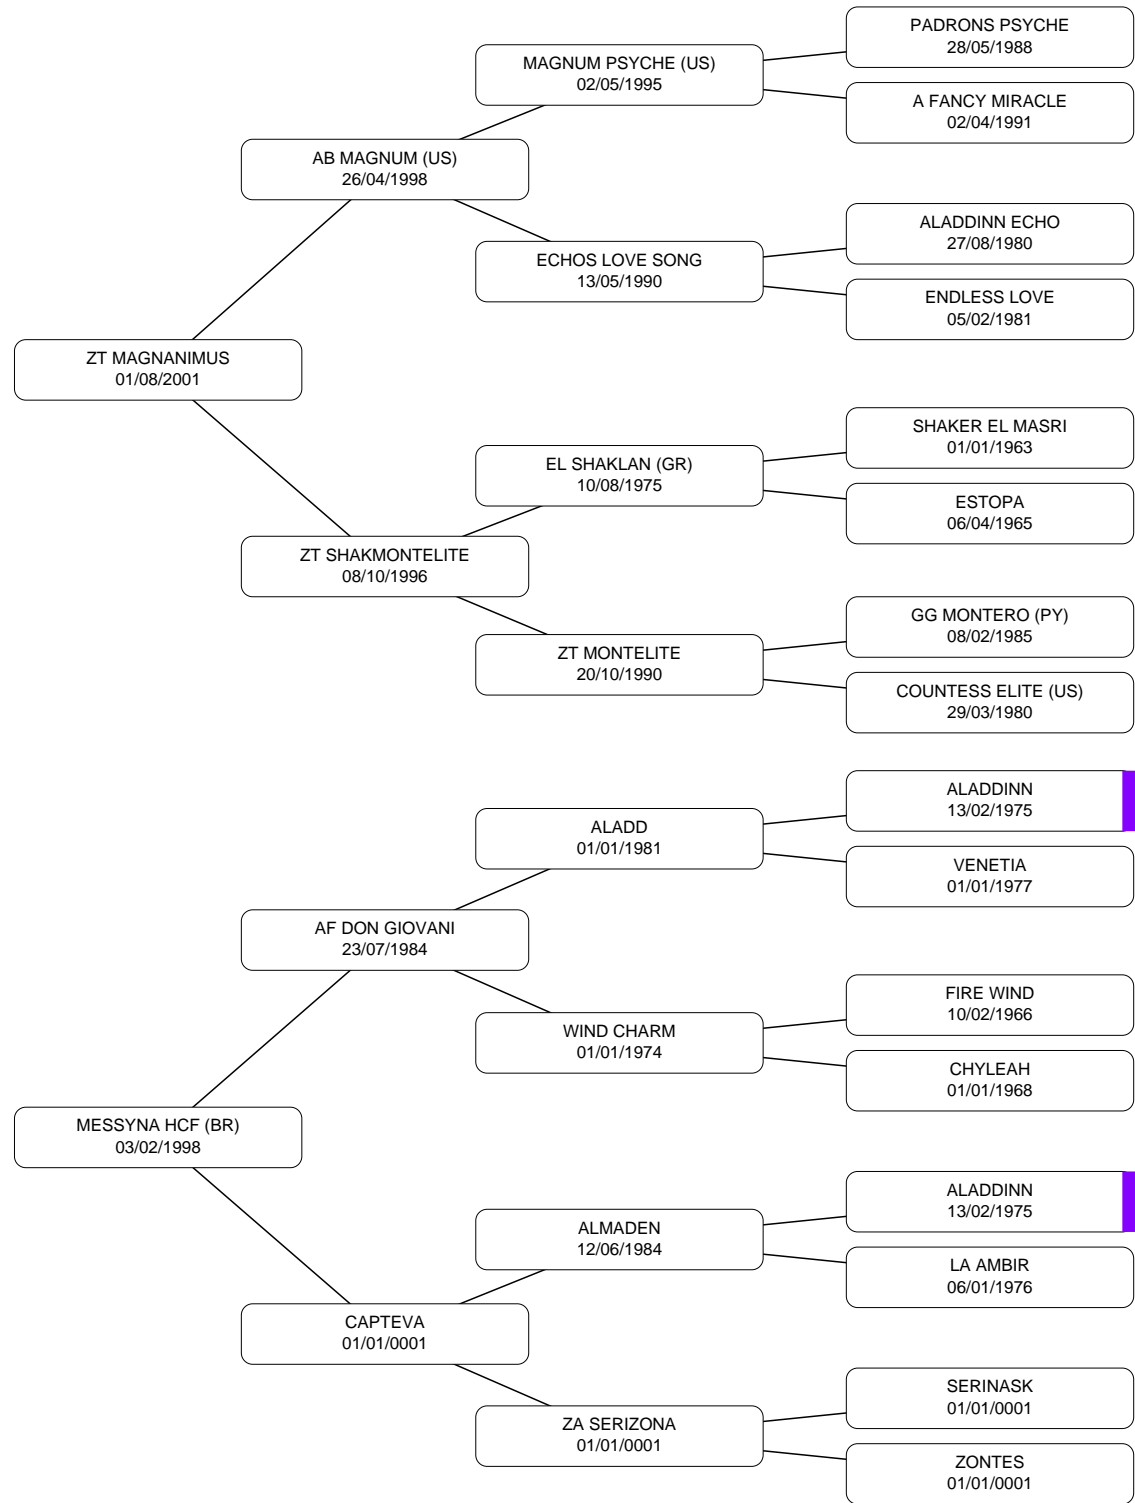 PADRONS PSYCHE
28/05/1988
MAGNUM PSYCHE (US)
02/05/1995
A FANCY MIRACLE
02/04/1991
AB MAGNUM (US)
26/04/1998
ALADDINN ECHO
27/08/1980
ECHOS LOVE SONG
13/05/1990
ENDLESS LOVE
05/02/1981
ZT MAGNANIMUS
01/08/2001
SHAKER EL MASRI
01/01/1963
EL SHAKLAN (GR)
10/08/1975
ESTOPA
06/04/1965
ZT SHAKMONTELITE
08/10/1996
GG MONTERO (PY)
08/02/1985
ZT MONTELITE
20/10/1990
COUNTESS ELITE (US)
29/03/1980
ALADDINN
13/02/1975
ALADD
01/01/1981
VENETIA
01/01/1977
AF DON GIOVANI
23/07/1984
FIRE WIND
10/02/1966
WIND CHARM
01/01/1974
CHYLEAH
01/01/1968
MESSYNA HCF (BR)
03/02/1998
ALADDINN
13/02/1975
ALMADEN
12/06/1984
LA AMBIR
06/01/1976
CAPTEVA
01/01/0001
SERINASK
01/01/0001
ZA SERIZONA
01/01/0001
ZONTES
01/01/0001